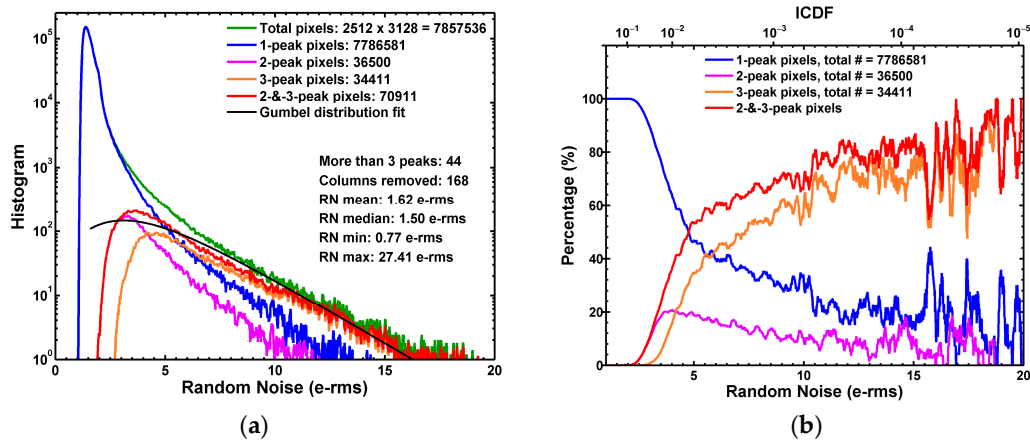 Total pixels: 2512 x 3128 = 7857536
1-peak pixels: 7786581
2-peak pixels: 36500
3-peak pixels: 34411
2-&-3-peak pixels: 70911
Gumbel distribution fit
More than 3 peaks: 44
Columns removed: 168
RN mean: 1.62 e-rms
RN median: 1.50 e-rms
RN min: 0.77 e-rms
RN max: 27.41 e-rms
Histogram
10⁵
10⁴
10³
10²
10¹
10⁰
0
5
10
15
20
Random Noise (e-rms)
(a)
ICDF
10⁻¹
10⁻²
10⁻³
10⁻⁴
10⁻⁵
1-peak pixels, total # = 7786581
2-peak pixels, total # = 36500
3-peak pixels, total # = 34411
2-&-3-peak pixels
Percentage (%)
100
80
60
40
20
0
5
10
15
20
Random Noise (e-rms)
(b)